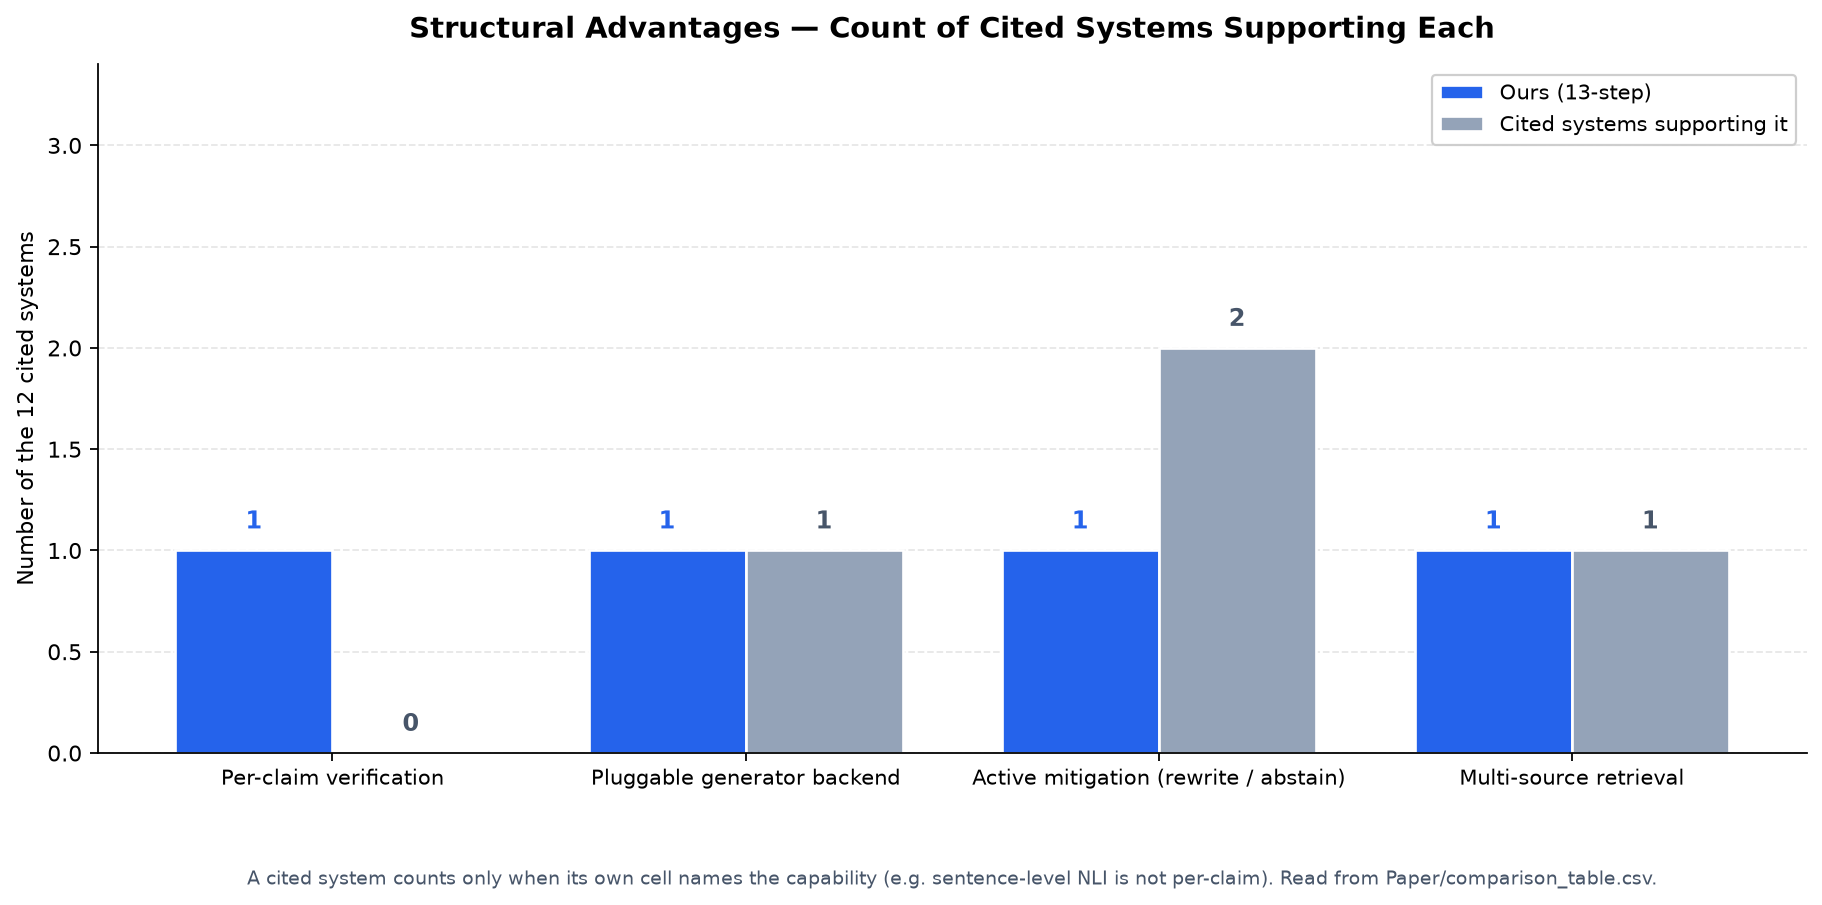 Structural Advantages — Count of Cited Systems Supporting Each
Ours (13-step)
Cited systems supporting it
Number of the 12 cited systems
3.0
2.5
2.0
1.5
1.0
0.5
0.0
1
0
1
1
1
2
1
1
Per-claim verification
Pluggable generator backend
Active mitigation (rewrite / abstain)
Multi-source retrieval
A cited system counts only when its own cell names the capability (e.g. sentence-level NLI is not per-claim). Read from Paper/comparison_table.csv.